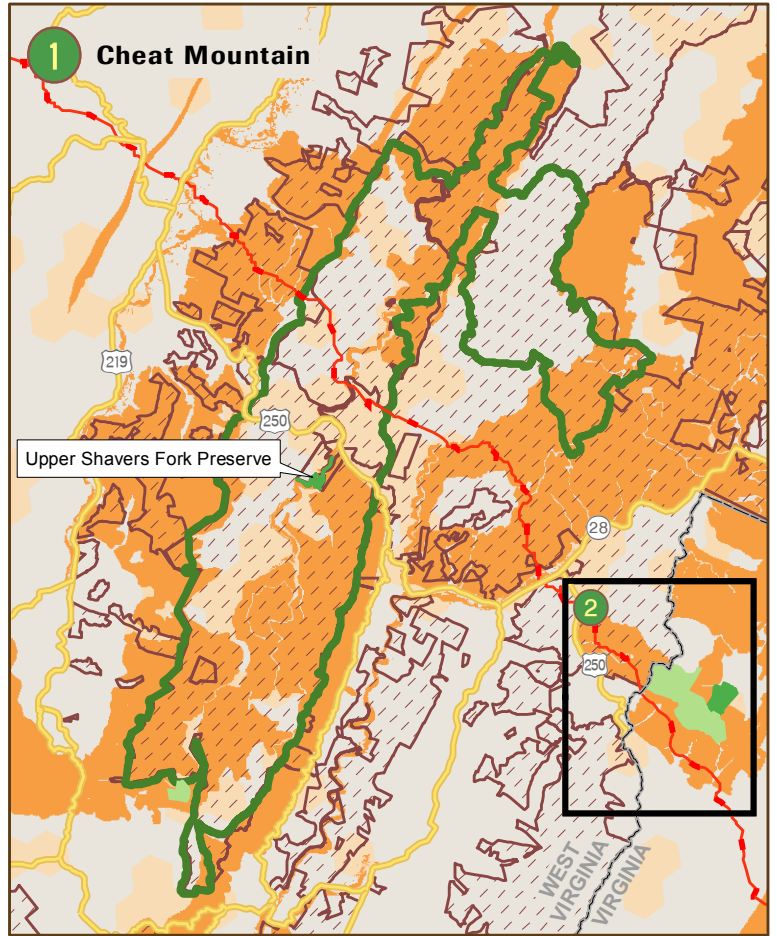 1 Cheat Mountain
219
250
Upper Shavers Fork Preserve
28
2
250
WEST VIRGINIA
VIRGINIA